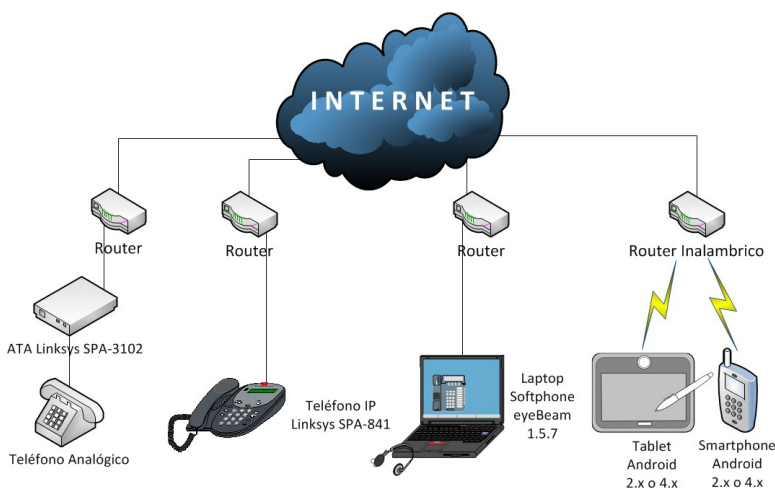 INTERNET
Router
Router
Router
Router Inalambrico
ATA Linksys SPA-3102
Teléfono Analógico
Teléfono IP
Linksys SPA-841
Laptop
Softphone
eyeBeam
1.5.7
Tablet
Android
2.x o 4.x
Smartphone
Android
2.x o 4.x